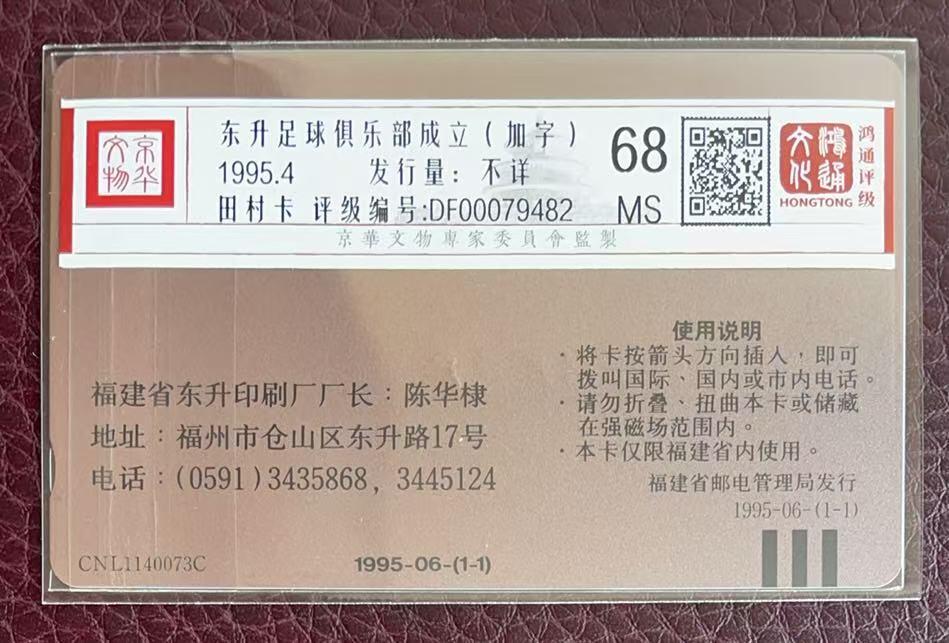 京华
文物
东升足球俱乐部成立(加字)
1995.4 发行量: 不详
田村卡 评级编号:DF00079482
68
MS
鸿通
文化
HONGTONG
鸿通评级
京華文物專家委員會監製
福建省东升印刷厂厂长:陈华棣
地址:福州市仓山区东升路17号
电话:(0591)3435868, 3445124
使用说明
·将卡按箭头方向插人,即可
拨叫国际、国内或市内电话。
·请勿折叠、扭曲本卡或储藏
在强磁场范围内。
·本卡仅限福建省内使用。
福建省邮电管理局发行
1995-06-(1-1)
CNL1140073C
1995-06-(1-1)